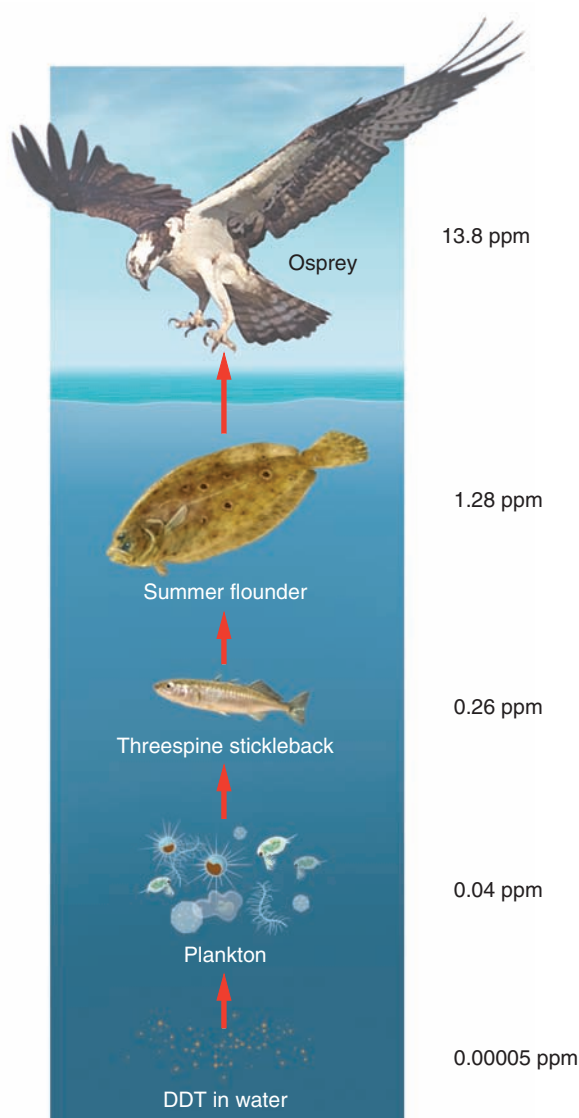 13.8 ppm
Osprey
1.28 ppm
Summer flounder
0.26 ppm
Threespine stickleback
0.04 ppm
Plankton
0.00005 ppm
DDT in water